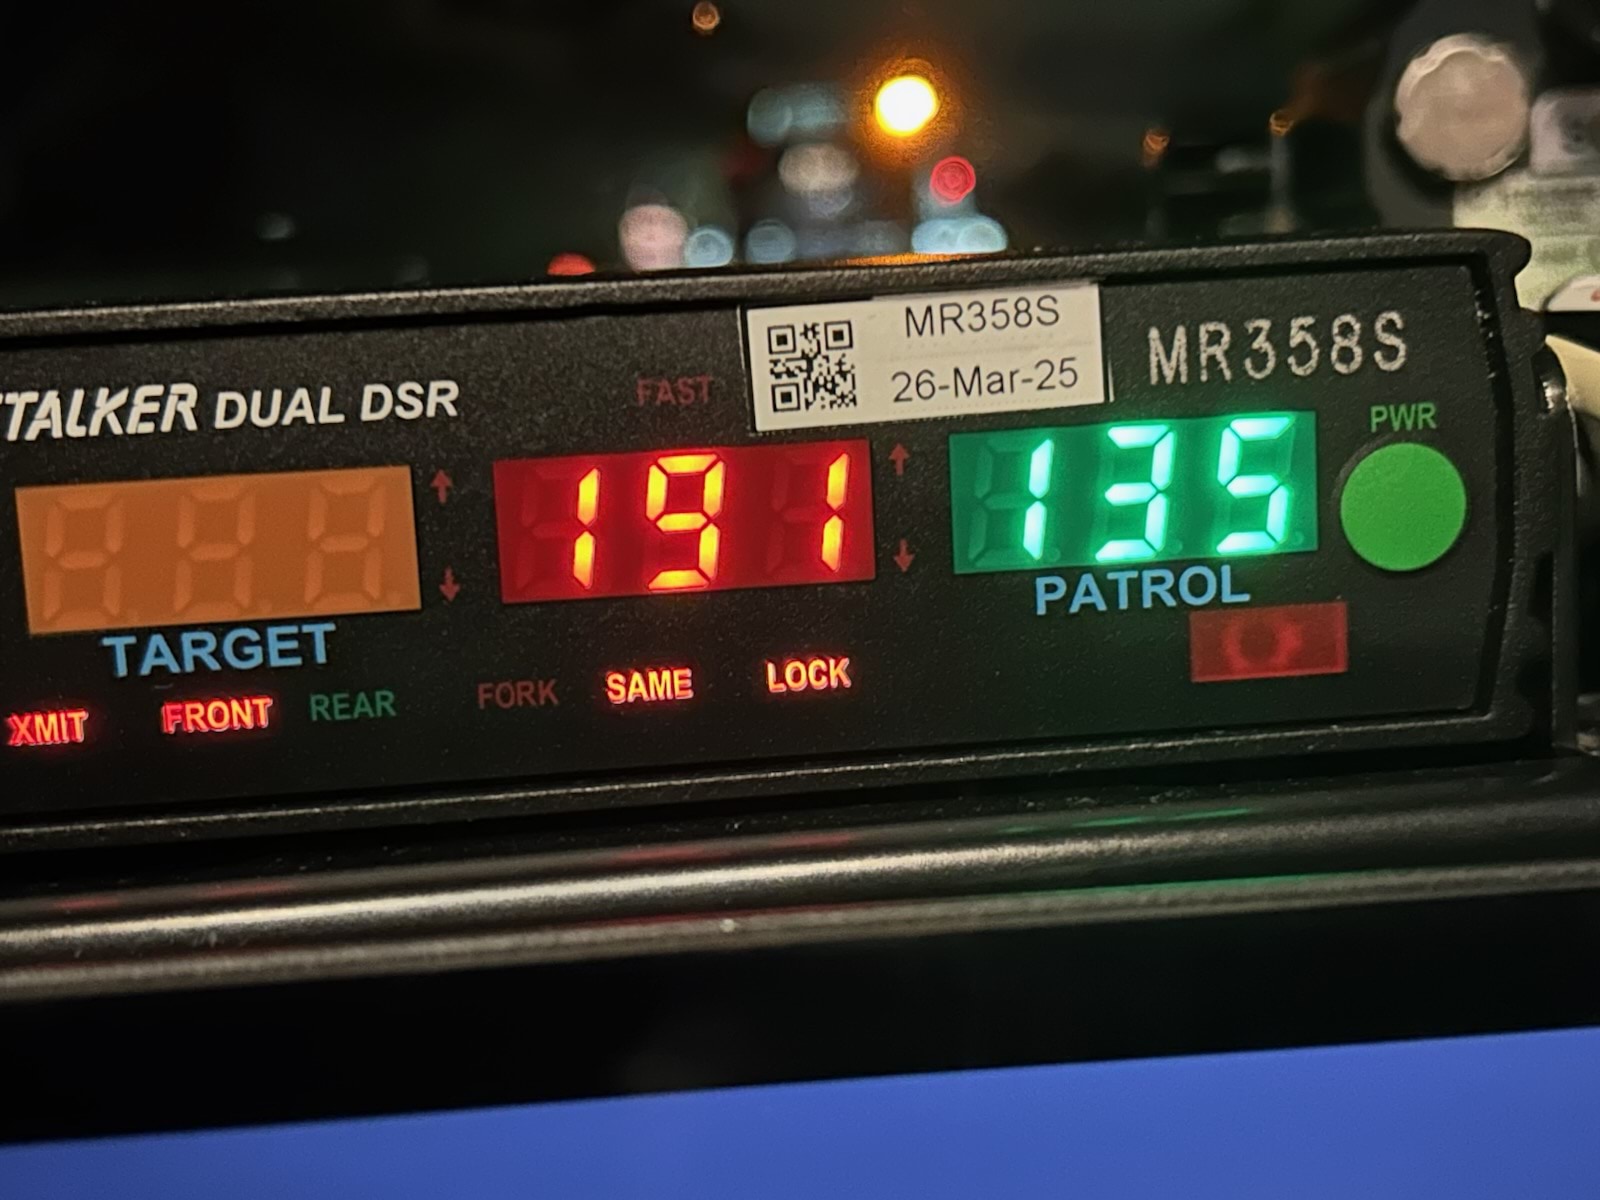 MR358S
26-Mar-25
MR358S
STALKER DUAL DSR
FAST
PWR
191
135
TARGET
PATROL
XMIT FRONT REAR FORK SAME LOCK